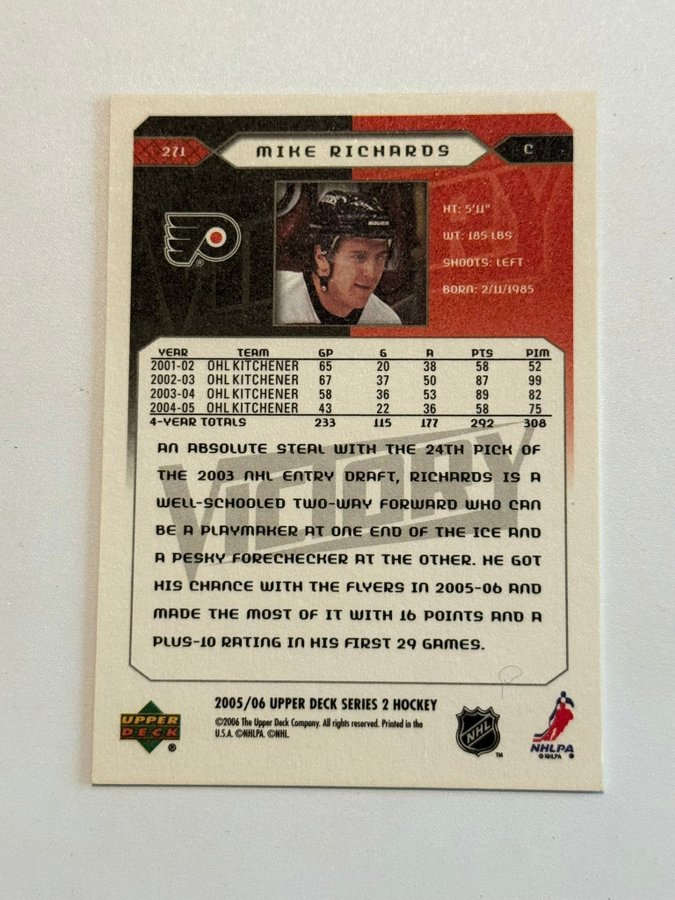 271 MIKE RICHARDS C
HT: 5'11"
WT: 185 LBS
SHOOTS: LEFT
BORN: 2/11/1985
YEAR TEAM GP G A PTS PIM
2001-02 OHL KITCHENER 65 20 38 58 52
2002-03 OHL KITCHENER 67 37 50 87 99
2003-04 OHL KITCHENER 58 36 53 89 82
2004-05 OHL KITCHENER 43 22 36 58 75
4-YEAR TOTALS 233 115 177 292 308
VICTORY
AN ABSOLUTE STEAL WITH THE 24TH PICK OF
THE 2003 NHL ENTRY DRAFT, RICHARDS IS A
WELL-SCHOOLED TWO-WAY FORWARD WHO CAN
BE A PLAYMAKER AT ONE END OF THE ICE AND
A PESKY FORECHECKER AT THE OTHER. HE GOT
HIS CHANCE WITH THE FLYERS IN 2005-06 AND
MADE THE MOST OF IT WITH 16 POINTS AND A
PLUS-10 RATING IN HIS FIRST 29 GAMES.
2005/06 UPPER DECK SERIES 2 HOCKEY
©2006 The Upper Deck Company. All rights reserved. Printed in the
U.S.A. ©NHLPA. ©NHL.
UPPER
DECK
®
NHL
TM
NHLPA
© NHLPA ®